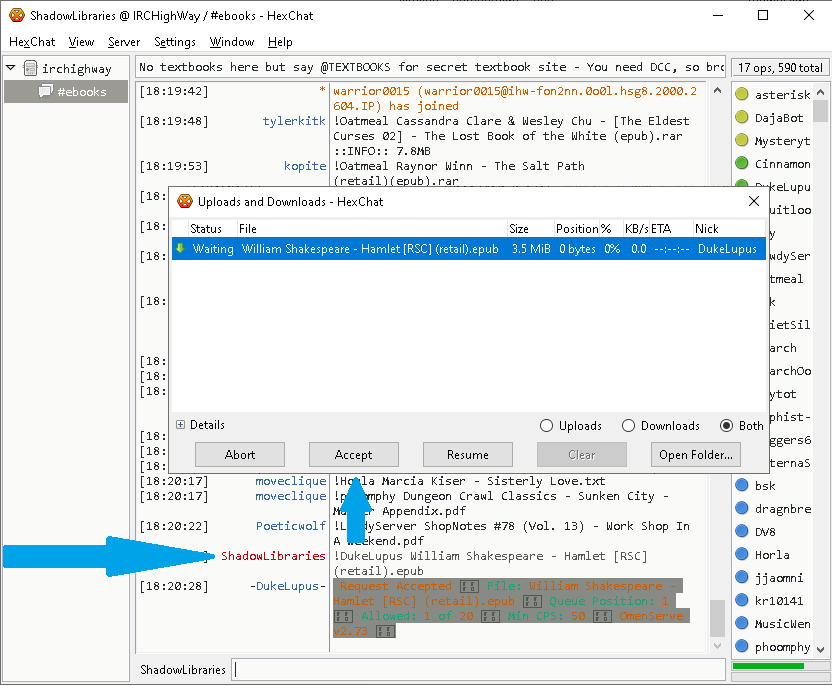 ShadowLibraries @ IRCHighWay / #ebooks - HexChat
HexChat View Server Settings Window Help
irchighway
#ebooks
No textbooks here but say @TEXTBOOKS for secret textbook site - You need DCC, so bro
17 ops, 590 total
[18:19:42] * warrior0015 (warrior0015@ihw-fon2nn.0o0l.hsg8.2000.2
604.IP) has joined
[18:19:48] tylerkitk !Oatmeal Cassandra Clare & Wesley Chu - [The Eldest
Curses 02] - The Lost Book of the White (epub).rar
::INFO:: 7.8MB
[18:19:53] kopite !Oatmeal Raynor Winn - The Salt Path
(retail)(epub).rar
[18:
[18:
[18:
[18:
[18:
[18:
[18:
[18:
[18:
[18:
Uploads and Downloads - HexChat
Status File Size Position % KB/s ETA Nick
Waiting William Shakespeare - Hamlet [RSC] (retail).epub 3.5 MiB 0 bytes 0% 0.0 --:--:-- DukeLupus
Details
Uploads Downloads Both
Abort Accept Resume Clear Open Folder...
[18:20:17] moveclique !Horla Marcia Kiser - Sisterly Love.txt
[18:20:17] moveclique Dungeon Crawl Classics - Sunken City -
Appendix.pdf
[18:20:22] Poeticwolf ShopNotes #78 (Vol. 13) - Work Shop In
A Weekend.pdf
] ShadowLibraries !DukeLupus William Shakespeare - Hamlet [RSC]
(retail).epub
[18:20:28] -DukeLupus- Request Accepted File: William Shakespeare -
Hamlet [RSC] (retail).epub Queue Position: 1
Allowed: 1 of 20 Min CPS: 50 OmenServe
v2.73
ShadowLibraries
asterisk
DajaBot
Mysteryt
Cinnamon
DukeLupu
uitloo
y
wdySer
tmeal
k
ietSil
arch
archOo
ytot
phist-
ggers6
ternaS
bsk
dragnbre
DV8
Horla
jjaomni
kr10141
MusicWen
phoomphy